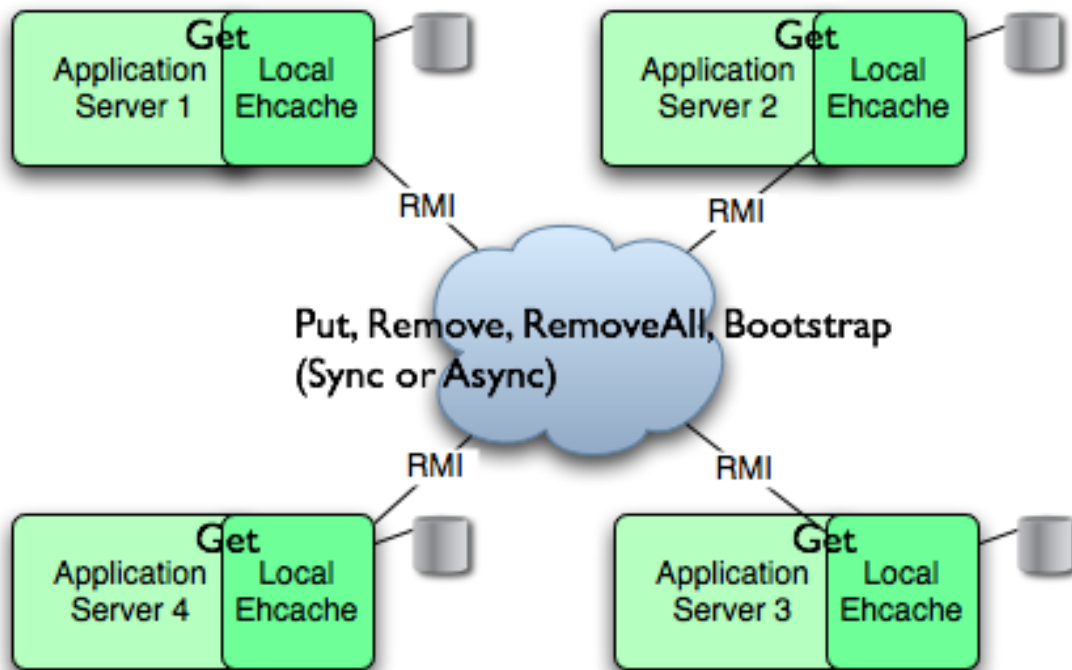 Get
Application
Server 1
Local
Ehcache
Get
Application
Server 2
Local
Ehcache
RMI
RMI
Put, Remove, RemoveAll, Bootstrap
(Sync or Async)
RMI
RMI
Get
Application
Server 4
Local
Ehcache
Get
Application
Server 3
Local
Ehcache